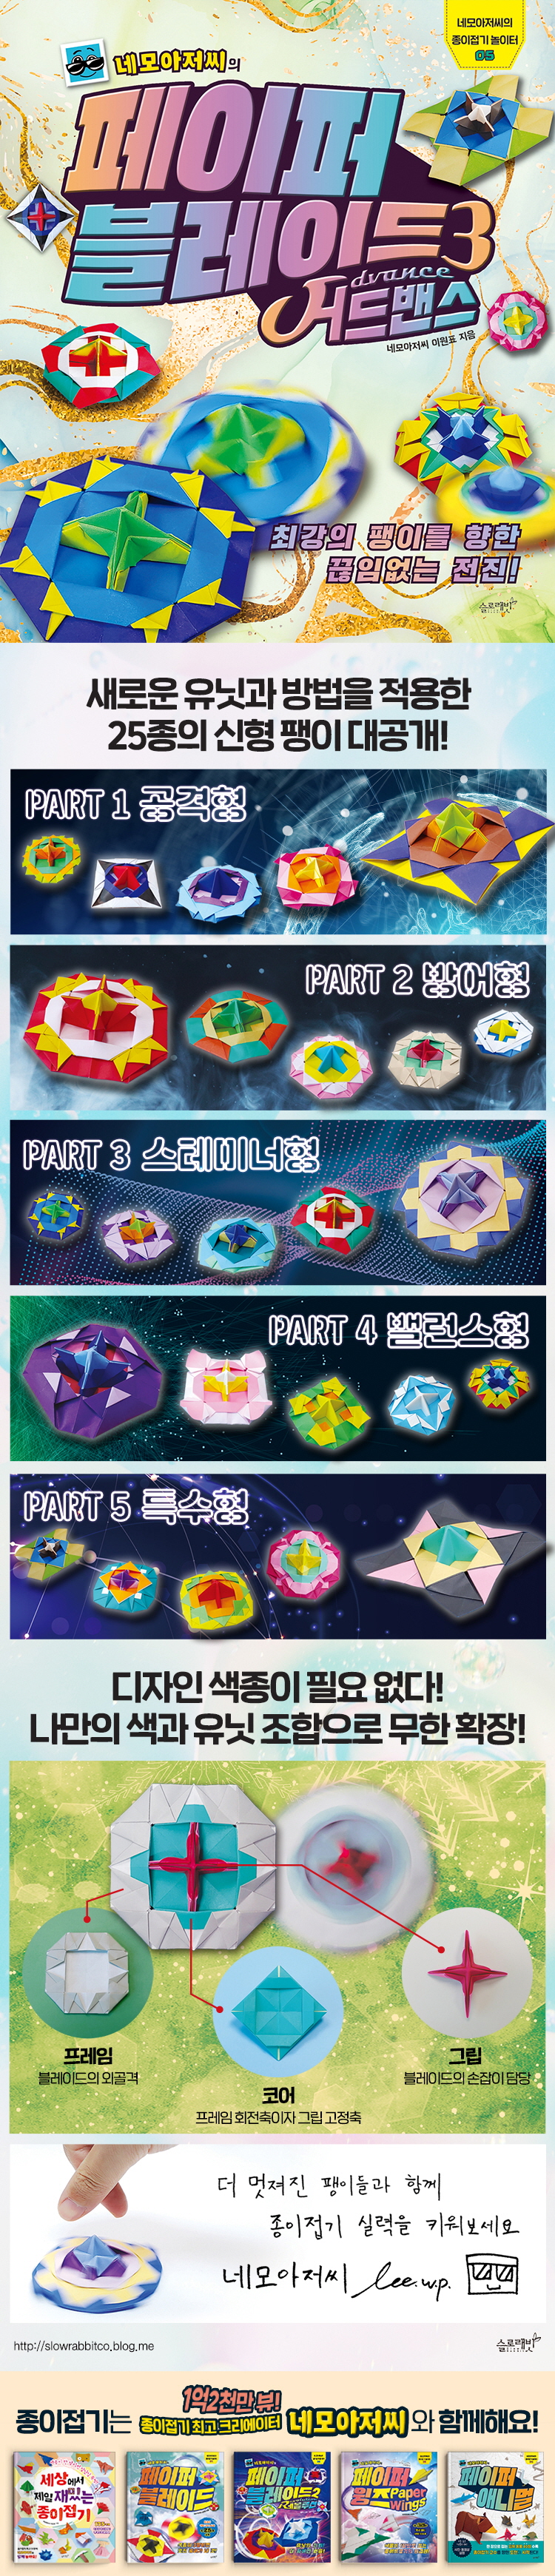 네모아저씨의
종이접기 놀이터
05
네모아저씨의
페이퍼
블레이드3
어드밴스
dvance
네모아저씨 이원표 지음
최강의 팽이를 향한
끊임없는 전진!
슬로래빗
새로운 유닛과 방법을 적용한
25종의 신형 팽이 대공개!
PART 1 공격형
PART 2 방어형
PART 3 스테미너형
PART 4 밸런스형
PART 5 특수형
디자인 색종이 필요 없다!
나만의 색과 유닛 조합으로 무한 확장!
프레임
블레이드의 외골격
코어
프레임 회전축이자 그립 고정축
그립
블레이드의 손잡이 담당
더 멋져진 팽이들과 함께
종이접기 실력을 키워보세요
네모아저씨 lee.w.p.
http://slowrabbitco.blog.me
슬로래빗
1억2천만 뷰!
종이접기는 종이접기 최고 크리에이터 네모아저씨와 함께해요!
세상에서
제일 재밌는
종이접기
페이퍼
블레이드
페이퍼
블레이드2
페이퍼
윙즈 Paper
Wings
페이퍼
애니멀